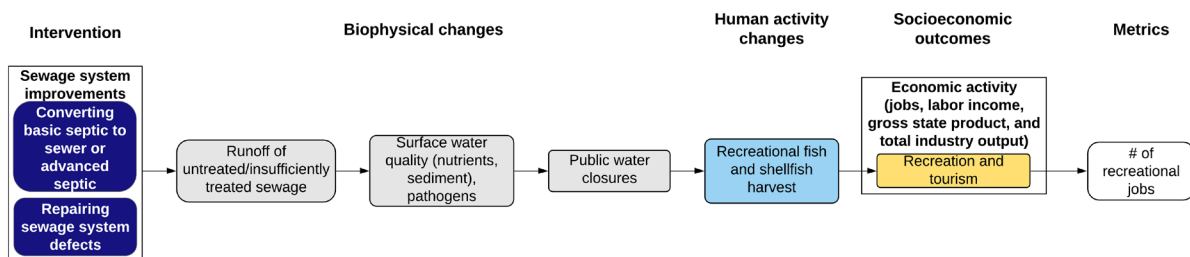 Intervention
Biophysical changes
Human activity
changes
Socioeconomic
outcomes
Metrics
Sewage system
improvements
Converting
basic septic to
sewer or
advanced
septic
Repairing
sewage system
defects
Runoff of
untreated/insufficiently
treated sewage
Surface water
quality (nutrients,
sediment),
pathogens
Public water
closures
Recreational fish
and shellfish
harvest
Economic activity
(jobs, labor income,
gross state product, and
total industry output)
Recreation and
tourism
# of
recreational
jobs